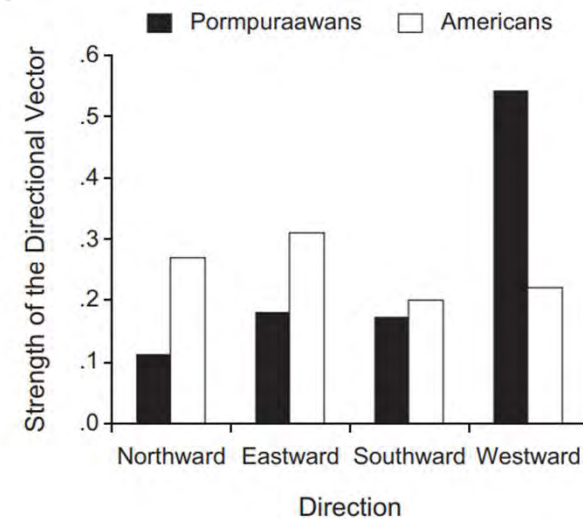 Pormpuraawans Americans
Strength of the Directional Vector
.6
.5
.4
.3
.2
.1
.0
Northward Eastward Southward Westward
Direction